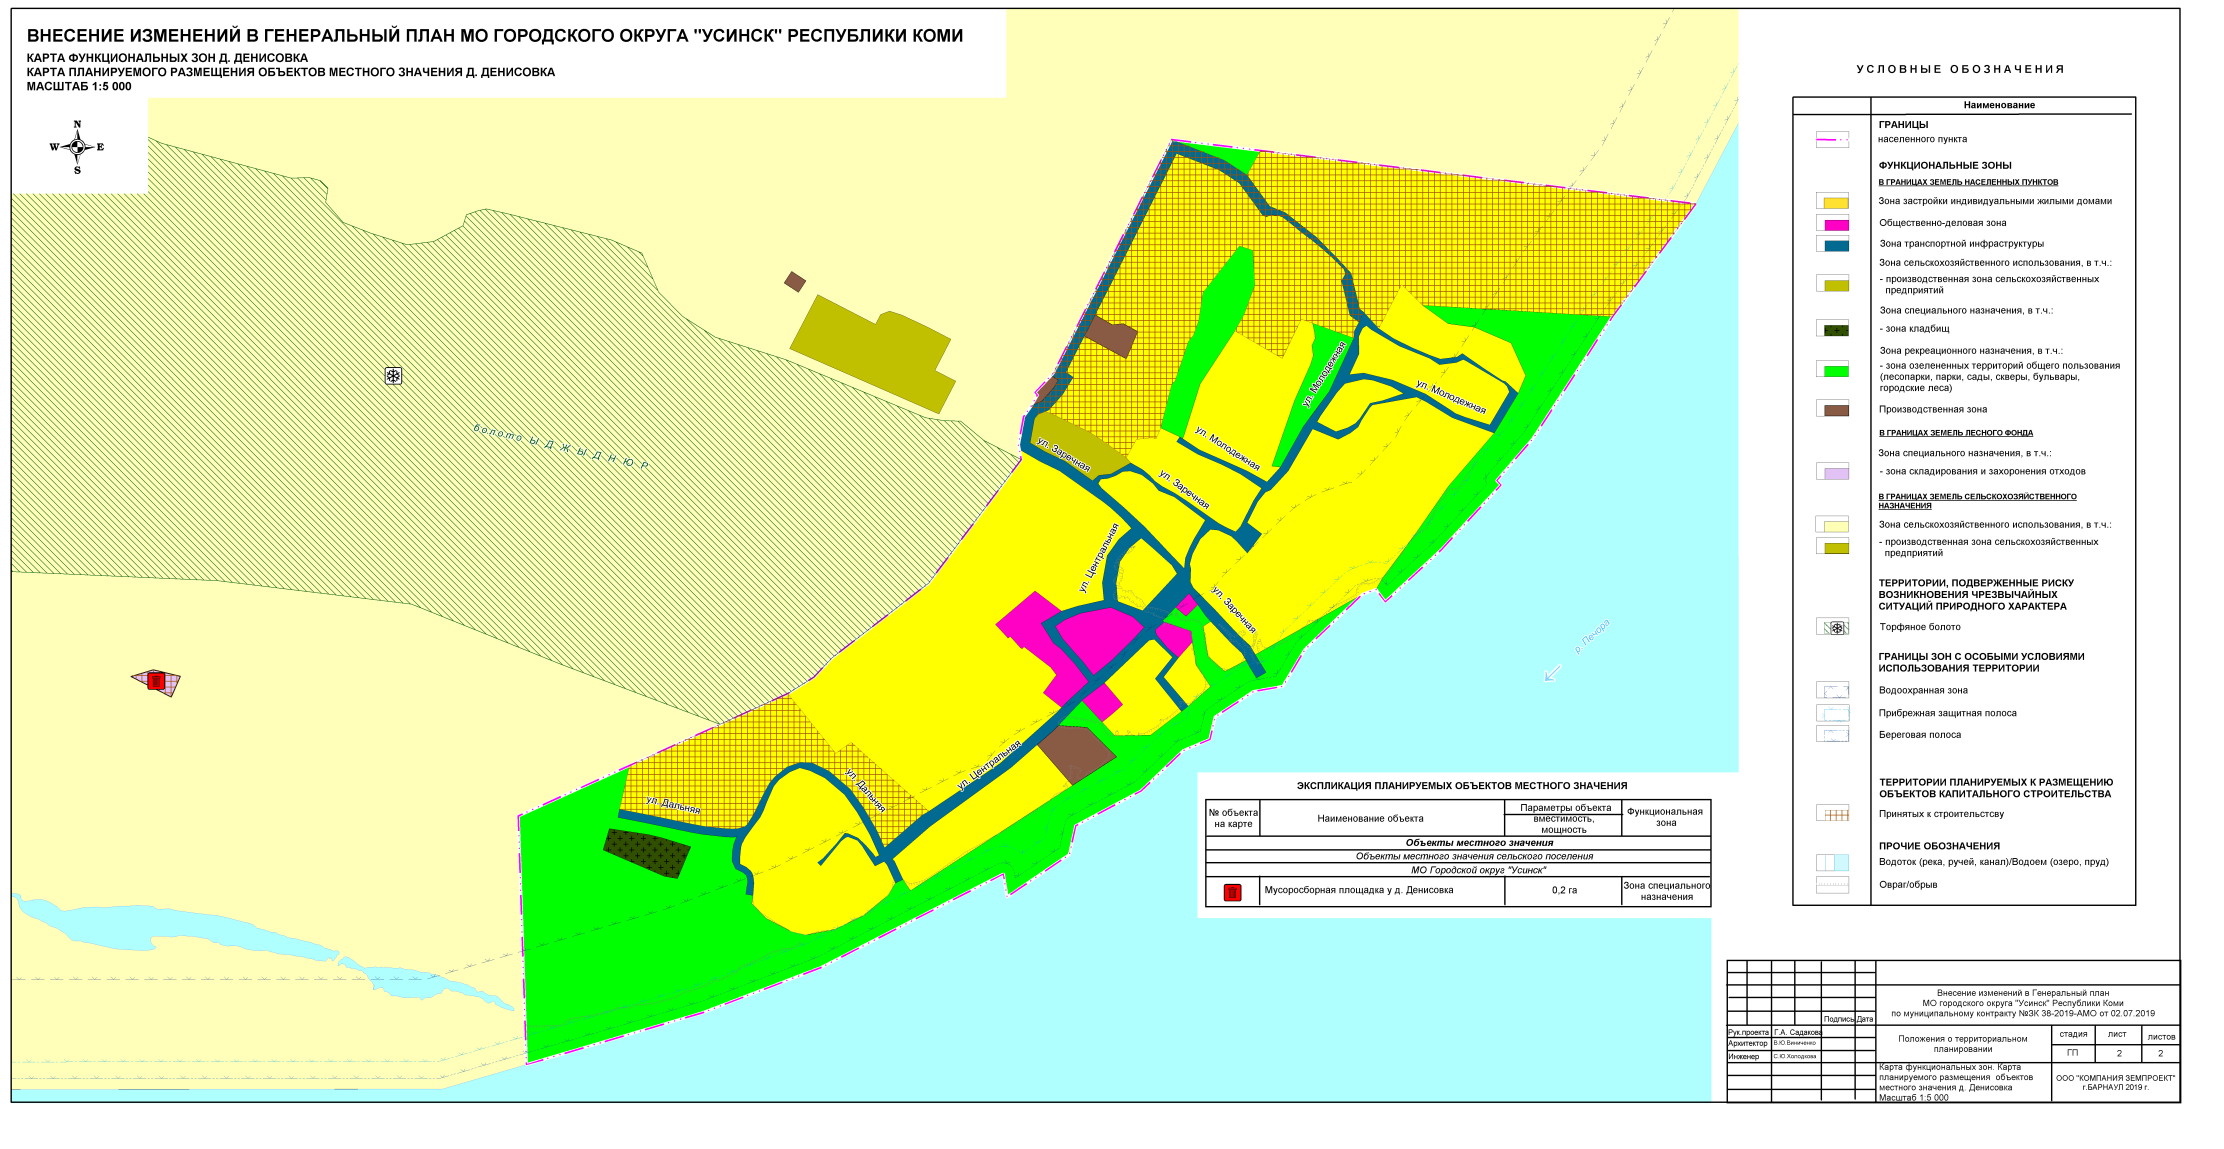 ВНЕСЕНИЕ ИЗМЕНЕНИЙ В ГЕНЕРАЛЬНЫЙ ПЛАН МО ГОРОДСКОГО ОКРУГА "УСИНСК" РЕСПУБЛИКИ КОМИ
КАРТА ФУНКЦИОНАЛЬНЫХ ЗОН Д. ДЕНИСОВКА
КАРТА ПЛАНИРУЕМОГО РАЗМЕЩЕНИЯ ОБЪЕКТОВ МЕСТНОГО ЗНАЧЕНИЯ Д. ДЕНИСОВКА
МАСШТАБ 1:5 000
N
W E
S
болото ЫДЖЫДНЮР
ул. Молодежная
ул. Молодежная
ул. Молодежная
ул. Заречная
ул. Заречная
ул. Центральная
ул. Заречная
р. Печора
ул. Центральная
ул. Дальняя
ул. Дальняя
ЭКСПЛИКАЦИЯ ПЛАНИРУЕМЫХ ОБЪЕКТОВ МЕСТНОГО ЗНАЧЕНИЯ
№ объекта
на карте
Наименование объекта
Параметры объекта
вместимость,
мощность
Функциональная
зона
Объекты местного значения
Объекты местного значения сельского поселения
МО Городской округ "Усинск"
Мусоросборная площадка у д. Денисовка
0,2 га
Зона специального
назначения
УСЛОВНЫЕ ОБОЗНАЧЕНИЯ
Наименование
ГРАНИЦЫ
населенного пункта
ФУНКЦИОНАЛЬНЫЕ ЗОНЫ
В ГРАНИЦАХ ЗЕМЕЛЬ НАСЕЛЕННЫХ ПУНКТОВ
Зона застройки индивидуальными жилыми домами
Общественно-деловая зона
Зона транспортной инфраструктуры
Зона сельскохозяйственного использования, в т.ч.:
- производственная зона сельскохозяйственных
предприятий
Зона специального назначения, в т.ч.:
- зона кладбищ
Зона рекреационного назначения, в т.ч.:
- зона озелененных территорий общего пользования
(лесопарки, парки, сады, скверы, бульвары,
городские леса)
Производственная зона
В ГРАНИЦАХ ЗЕМЕЛЬ ЛЕСНОГО ФОНДА
Зона специального назначения, в т.ч.:
- зона складирования и захоронения отходов
В ГРАНИЦАХ ЗЕМЕЛЬ СЕЛЬСКОХОЗЯЙСТВЕННОГО
НАЗНАЧЕНИЯ
Зона сельскохозяйственного использования, в т.ч.:
- производственная зона сельскохозяйственных
предприятий
ТЕРРИТОРИИ, ПОДВЕРЖЕННЫЕ РИСКУ
ВОЗНИКНОВЕНИЯ ЧРЕЗВЫЧАЙНЫХ
СИТУАЦИЙ ПРИРОДНОГО ХАРАКТЕРА
Торфяное болото
ГРАНИЦЫ ЗОН С ОСОБЫМИ УСЛОВИЯМИ
ИСПОЛЬЗОВАНИЯ ТЕРРИТОРИИ
Водоохранная зона
Прибрежная защитная полоса
Береговая полоса
ТЕРРИТОРИИ ПЛАНИРУЕМЫХ К РАЗМЕЩЕНИЮ
ОБЪЕКТОВ КАПИТАЛЬНОГО СТРОИТЕЛЬСТВА
Принятых к строительстсву
ПРОЧИЕ ОБОЗНАЧЕНИЯ
Водоток (река, ручей, канал)/Водоем (озеро, пруд)
Овраг/обрыв
Внесение изменений в Генеральный план
МО городского округа "Усинск" Республики Коми
по муниципальному контракту №ЗК 38-2019-АМО от 02.07.2019
Подпись Дата
Рук.проекта Г.А. Садакова
Архитектор В.Ю.Виниченко
Инженер С.Ю.Холодкова
Положения о территориальном
планировании
стадия лист листов
ГП 2 2
Карта функциональных зон. Карта
планируемого размещения объектов
местного значения д. Денисовка
Масштаб 1:5 000
ООО "КОМПАНИЯ ЗЕМПРОЕКТ"
г.БАРНАУЛ 2019 г.